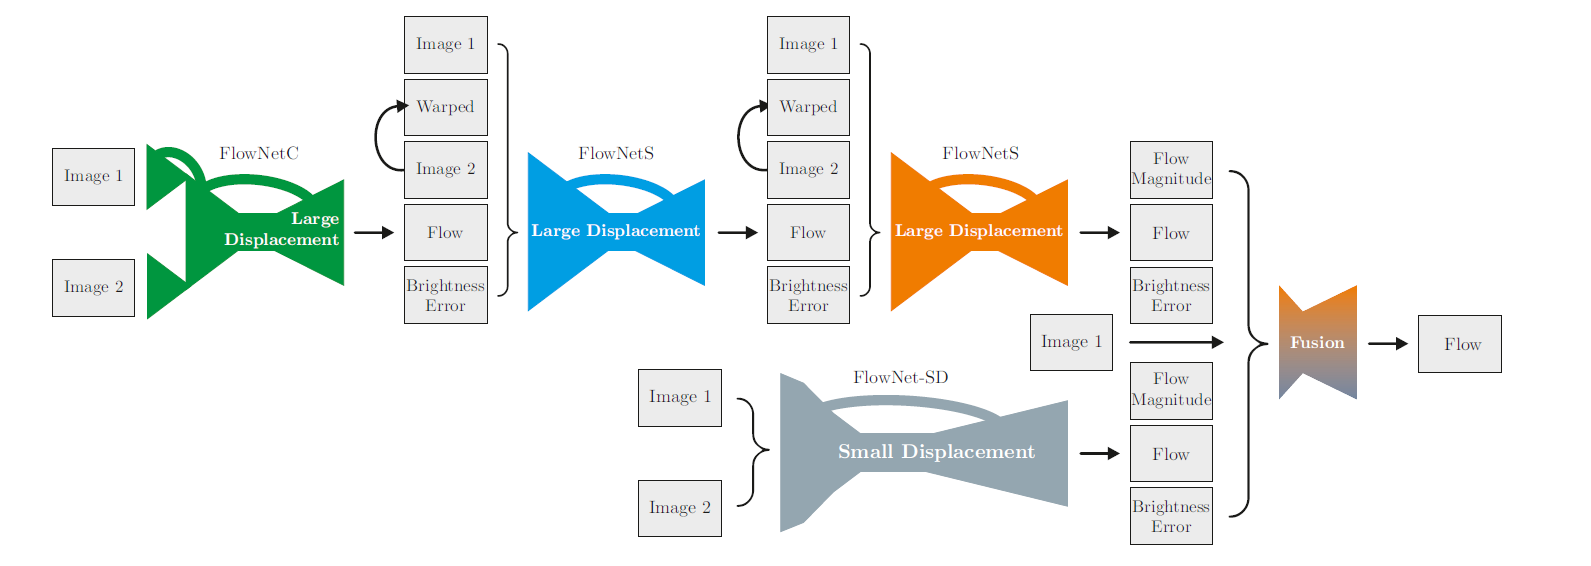 Image 1
Image 2
FlowNetC
Large
Displacement
Image 1
Warped
Image 2
Flow
Brightness
Error
FlowNetS
Large Displacement
Image 1
Warped
Image 2
Flow
Brightness
Error
FlowNetS
Large Displacement
Flow
Magnitude
Flow
Brightness
Error
Image 1
Image 1
Image 2
FlowNet-SD
Small Displacement
Flow
Magnitude
Flow
Brightness
Error
Fusion
Flow